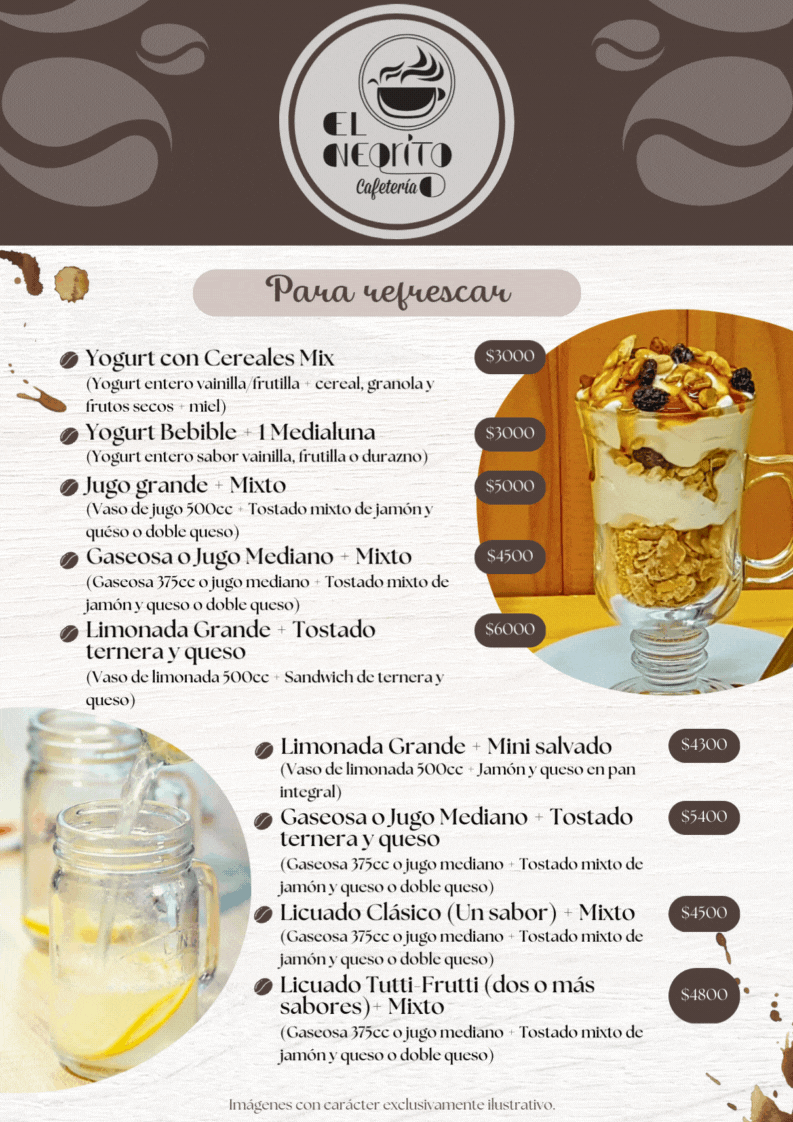 EL
NEGRITO
Cafetería
Para refrescar
Yogurt con Cereales Mix
$3000
(Yogurt entero vainilla/frutilla + cereal, granola y
frutos secos + miel)
Yogurt Bebible + 1 Medialuna
$3000
(Yogurt entero sabor vainilla, frutilla o durazno)
Jugo grande + Mixto
$5000
(Vaso de jugo 500cc + Tostado mixto de jamón y
quéso o doble queso)
Gaseosa o Jugo Mediano + Mixto
$4500
(Gaseosa 375cc o jugo mediano + Tostado mixto de
jamón y queso o doble queso)
Limonada Grande + Tostado
$6000
ternera y queso
(Vaso de limonada 500cc + Sandwich de ternera y
queso)
Limonada Grande + Mini salvado
$4300
(Vaso de limonada 500cc + Jamón y queso en pan
integral)
Gaseosa o Jugo Mediano + Tostado
$5400
ternera y queso
(Gaseosa 375cc o jugo mediano + Tostado mixto de
jamón y queso o doble queso)
Licuado Clásico (Un sabor) + Mixto
$4500
(Gaseosa 375cc o jugo mediano + Tostado mixto de
jamón y queso o doble queso)
Licuado Tutti-Frutti (dos o más
$4800
sabores)+ Mixto
(Gaseosa 375cc o jugo mediano + Tostado mixto de
jamón y queso o doble queso)
Imágenes con carácter exclusivamente ilustrativo.